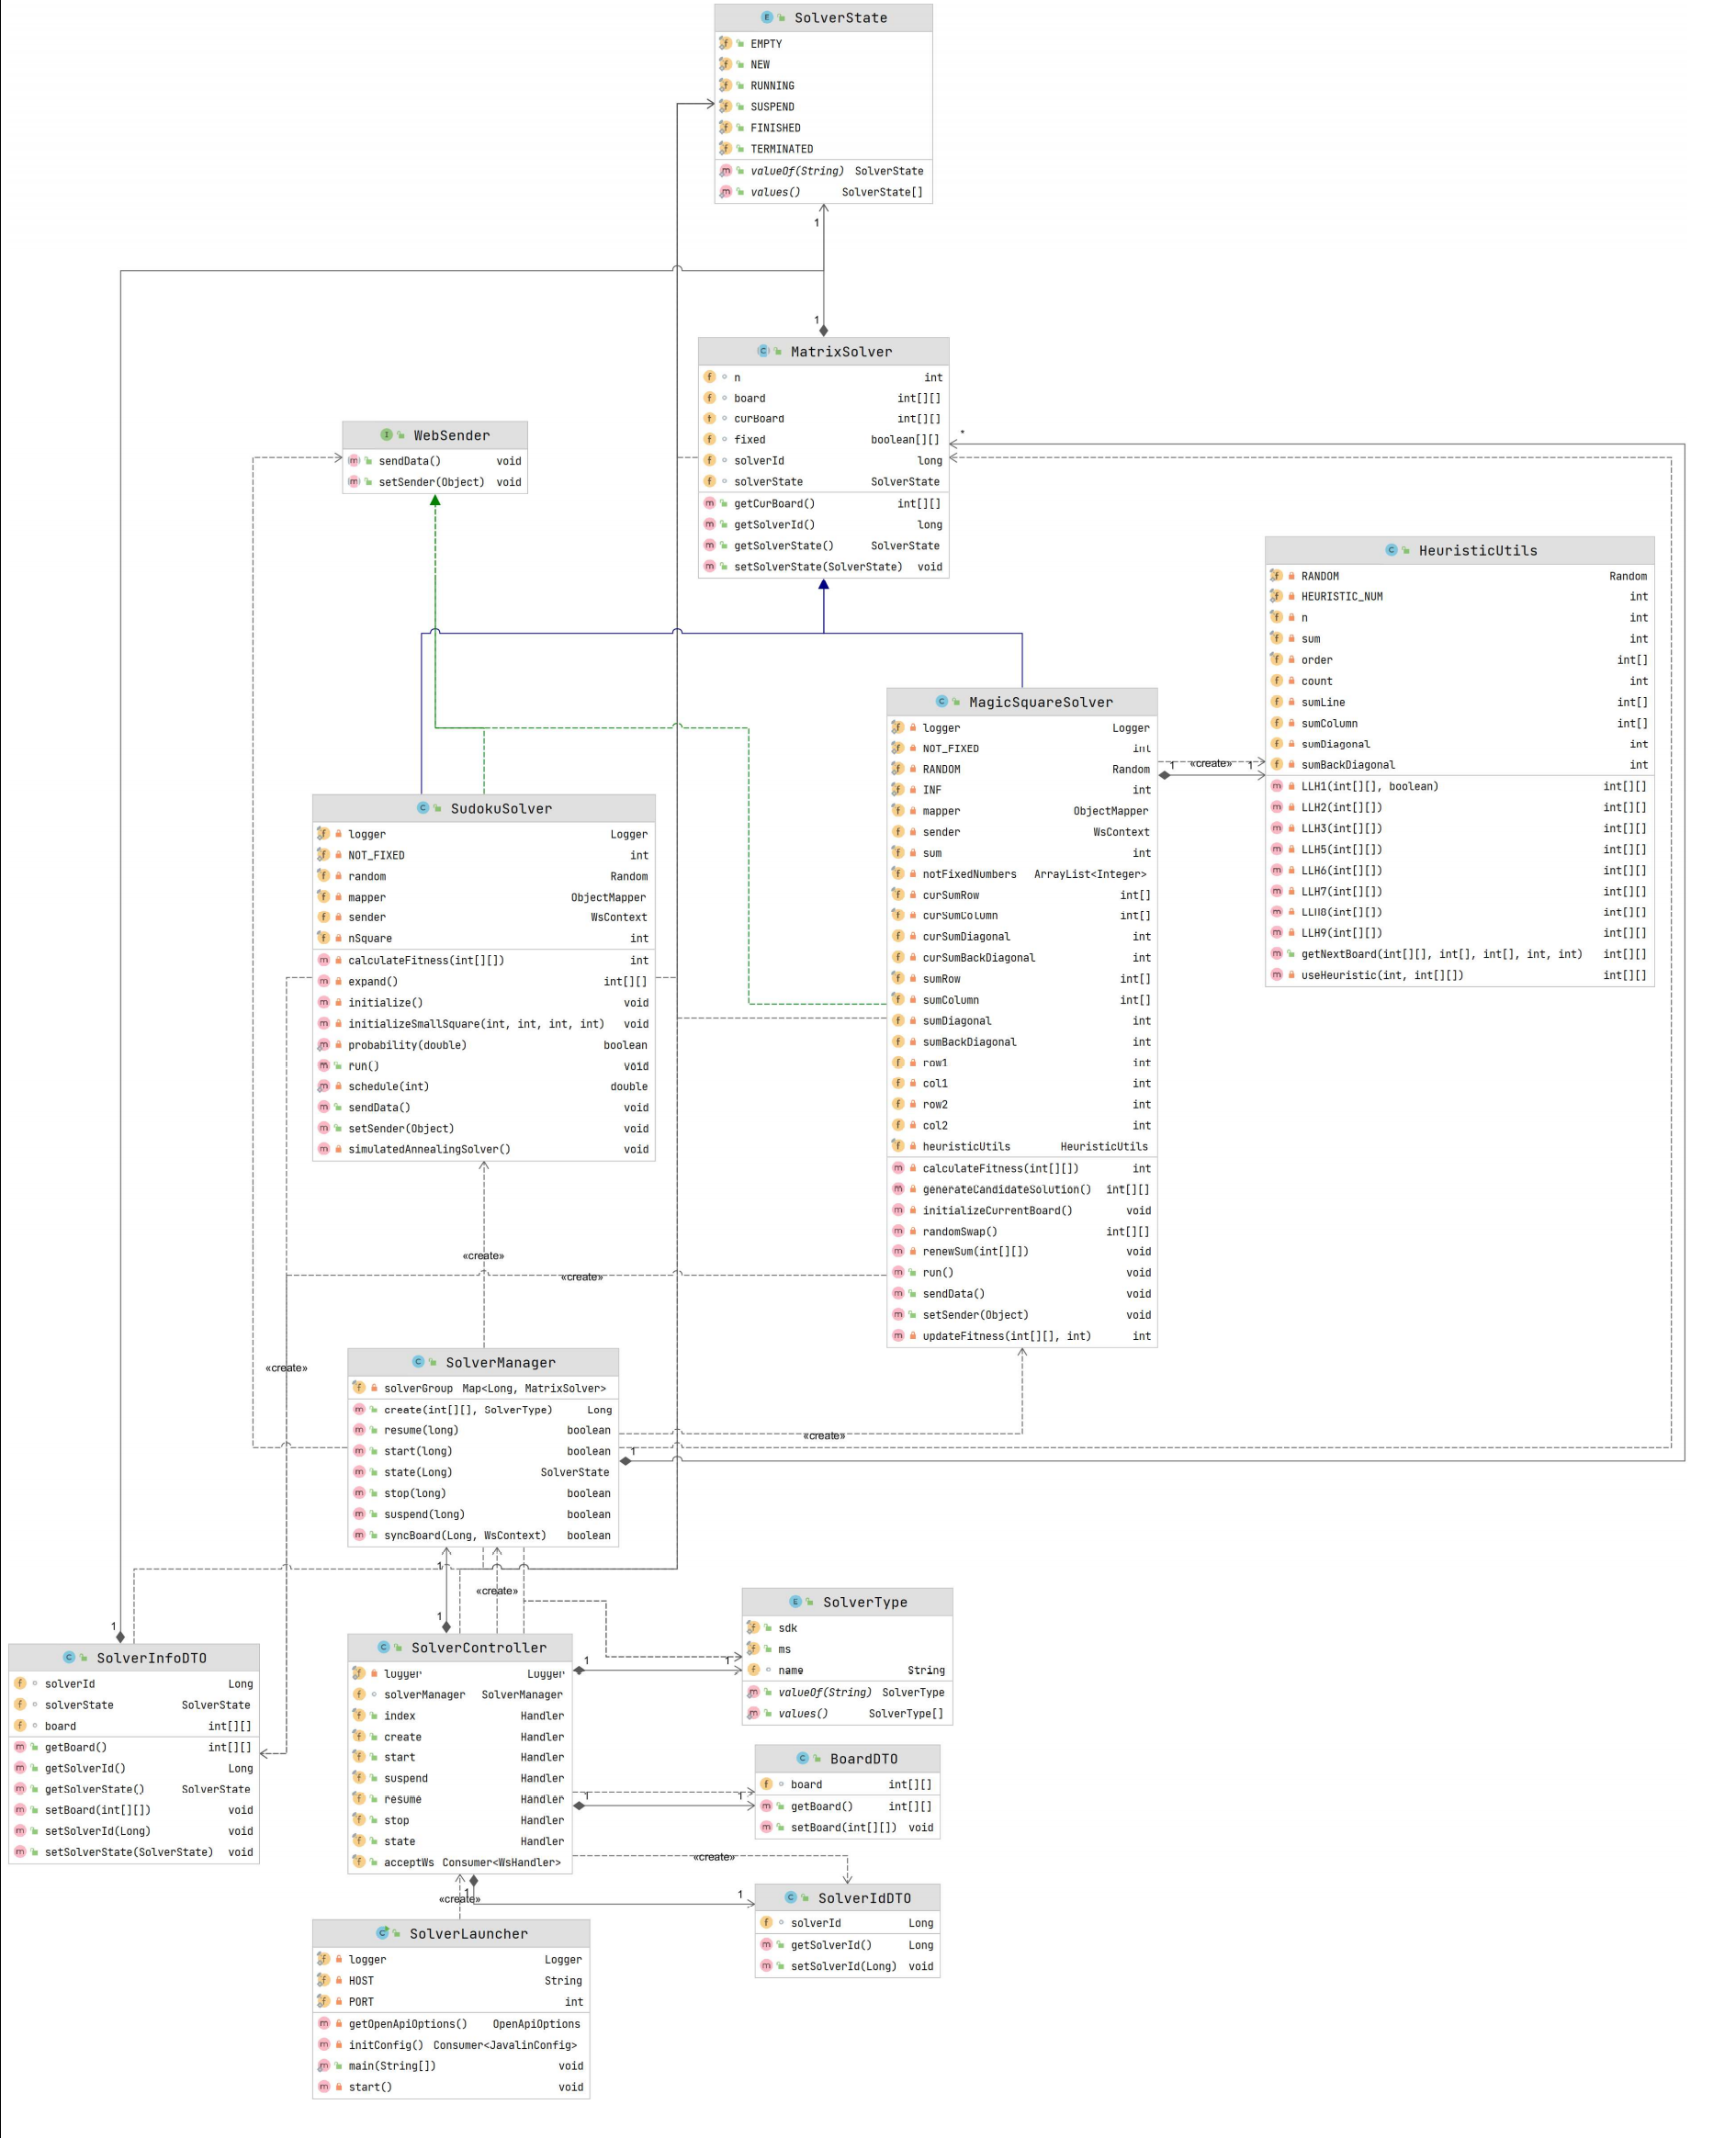 SolverState
EMPTY
NEW
RUNNING
SUSPEND
FINISHED
TERMINATED
valueOf(String) SolverState
values() SolverState[]
1
1
MatrixSolver
n int
board int[][]
curBoard int[][]
fixed boolean[][]
solverId long
solverState SolverState
getCurBoard() int[][]
getSolverId() long
getSolverState() SolverState
setSolverState(SolverState) void
*
WebSender
sendData() void
setSender(Object) void
HeuristicUtils
RANDOM Random
HEURISTIC_NUM int
n int
sum int
order int[]
count int
sumLine int[]
sumColumn int[]
sumDiagonal int
sumBackDiagonal int
LLH1(int[][], boolean) int[][]
LLH2(int[][]) int[][]
LLH3(int[][]) int[][]
LLH5(int[][]) int[][]
LLH6(int[][]) int[][]
LLH7(int[][]) int[][]
LLH8(int[][]) int[][]
LLH9(int[][]) int[][]
getNextBoard(int[][], int[], int[], int, int) int[][]
useHeuristic(int, int[][]) int[][]
MagicSquareSolver
logger Logger
NOT_FIXED int
RANDOM Random
INF int
mapper ObjectMapper
sender WsContext
sum int
notFixedNumbers ArrayList<Integer>
curSumRow int[]
curSumColumn int[]
curSumDiagonal int
curSumBackDiagonal int
sumRow int[]
sumColumn int[]
sumDiagonal int
sumBackDiagonal int
row1 int
col1 int
row2 int
col2 int
heuristicUtils HeuristicUtils
calculateFitness(int[][]) int
generateCandidateSolution() int[][]
initializeCurrentBoard() void
randomSwap() int[][]
renewSum(int[][]) void
run() void
sendData() void
setSender(Object) void
updateFitness(int[][], int) int
1 «create» 1
SudokuSolver
logger Logger
NOT_FIXED int
random Random
mapper ObjectMapper
sender WsContext
nSquare int
calculateFitness(int[][]) int
expand() int[][]
initialize() void
initializeSmallSquare(int, int, int, int) void
probability(double) boolean
run() void
schedule(int) double
sendData() void
setSender(Object) void
simulatedAnnealingSolver() void
«create»
«create»
«create»
SolverManager
solverGroup Map<Long, MatrixSolver>
create(int[][], SolverType) Long
resume(long) boolean
start(long) boolean
state(Long) SolverState
stop(long) boolean
suspend(long) boolean
syncBoard(Long, WsContext) boolean
«create»
1
1
«create»
1
1
SolverInfoDTO
solverId Long
solverState SolverState
board int[][]
getBoard() int[][]
getSolverId() Long
getSolverState() SolverState
setBoard(int[][]) void
setSolverId(Long) void
setSolverState(SolverState) void
SolverController
logger Logger
solverManager SolverManager
index Handler
create Handler
start Handler
suspend Handler
resume Handler
stop Handler
state Handler
acceptWs Consumer<WsHandler>
1 1
SolverType
sdk
ms
name String
valueOf(String) SolverType
values() SolverType[]
1 1
BoardDTO
board int[][]
getBoard() int[][]
setBoard(int[][]) void
«create»
1 1
SolverIdDTO
solverId Long
getSolverId() Long
setSolverId(Long) void
«create»
SolverLauncher
logger Logger
HOST String
PORT int
getOpenApiOptions() OpenApiOptions
initConfig() Consumer<JavalinConfig>
main(String[]) void
start() void